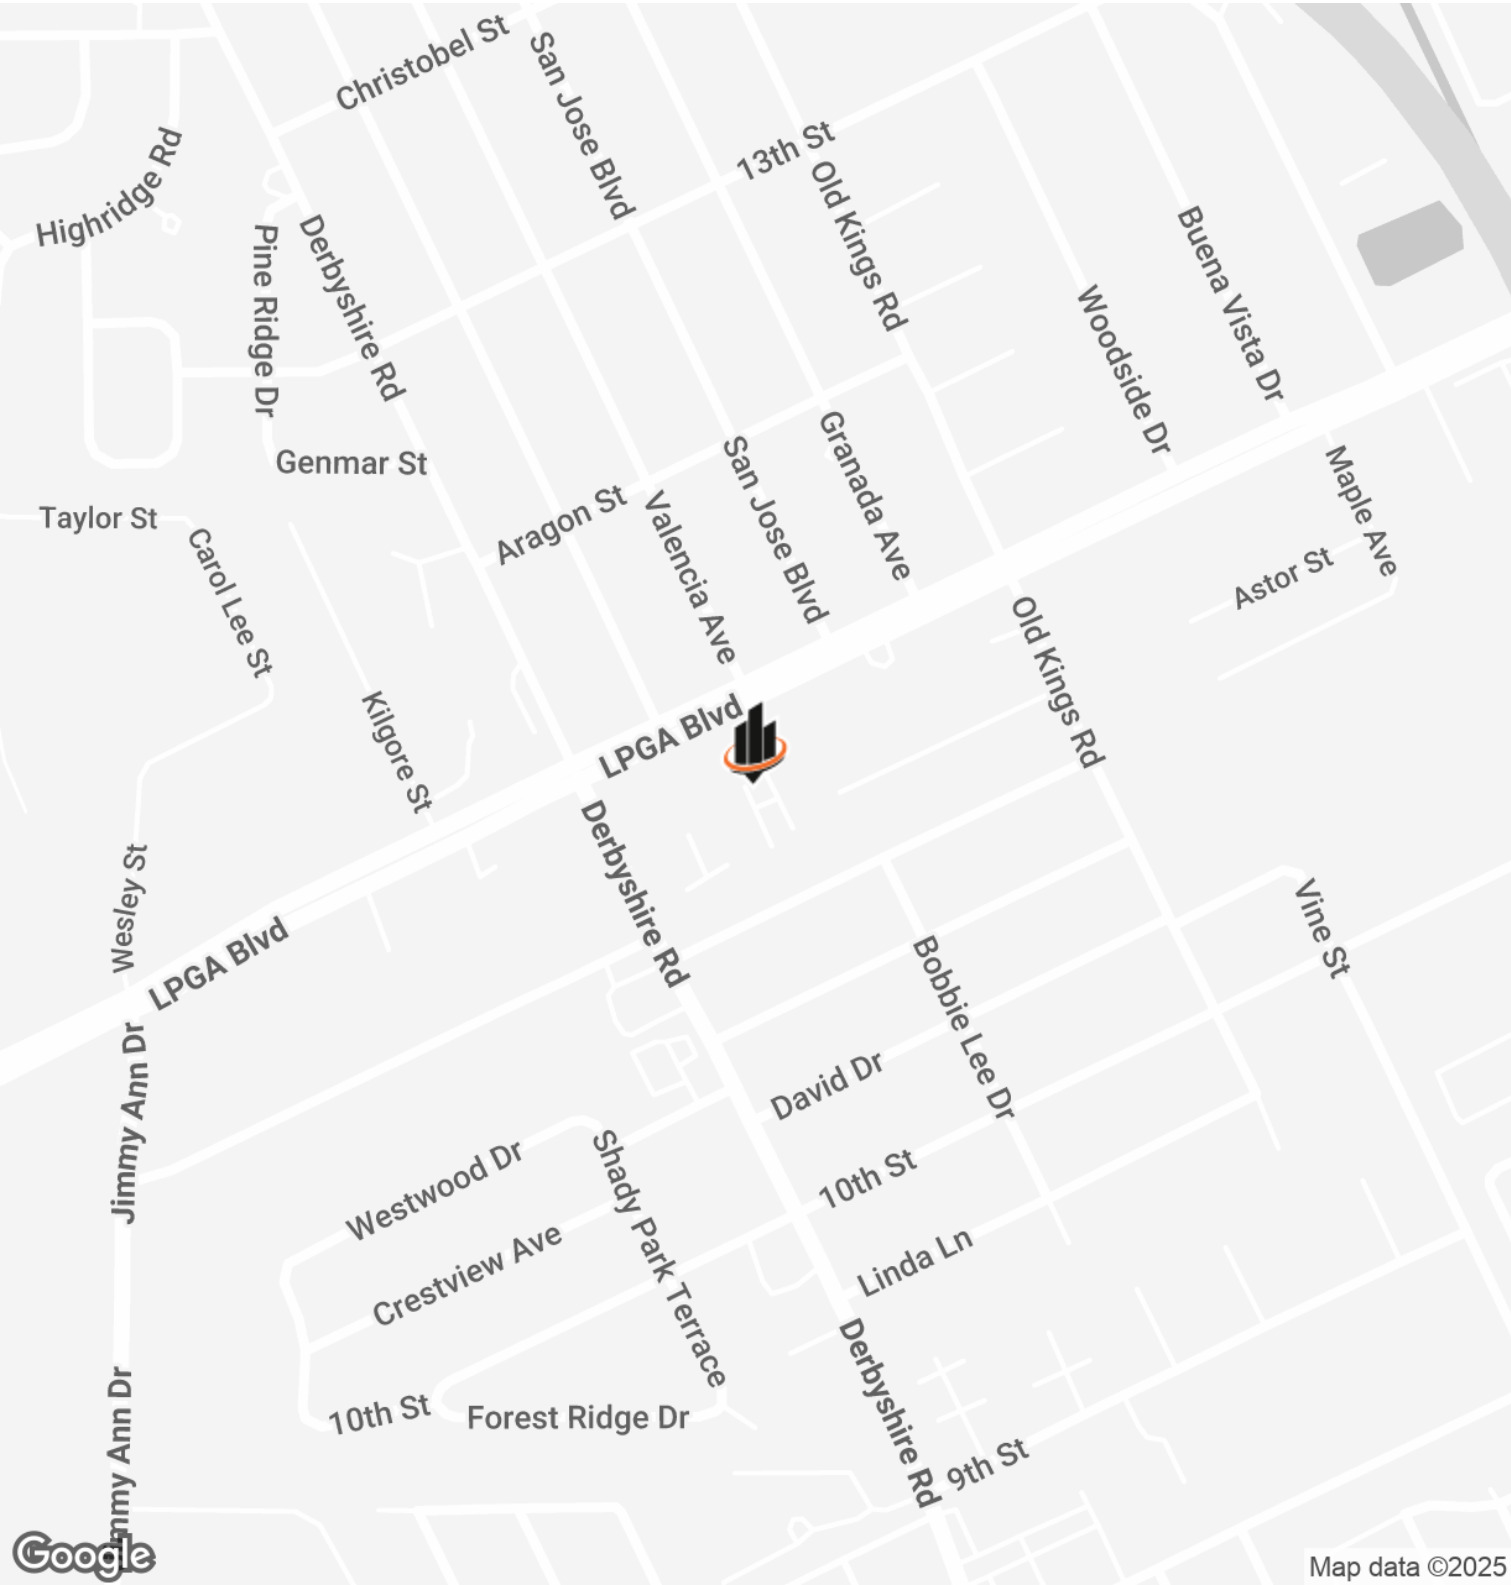 Christobel St
San Jose Blvd
13th St
Highridge Rd
Old Kings Rd
Derbyshire Rd
Pine Ridge Dr
Buena Vista Dr
Woodside Dr
Genmar St
Granada Ave
San Jose Blvd
Maple Ave
Taylor St
Aragon St
Valencia Ave
Carol Lee St
Astor St
Old Kings Rd
Kilgore St
LPGA Blvd
Derbyshire Rd
Wesley St
Vine St
LPGA Blvd
Bobbie Lee Dr
Jimmy Ann Dr
David Dr
Westwood Dr
Shady Park Terrace
10th St
Crestview Ave
Linda Ln
Derbyshire Rd
Jimmy Ann Dr
10th St
Forest Ridge Dr
9th St
Google
Map data ©2025